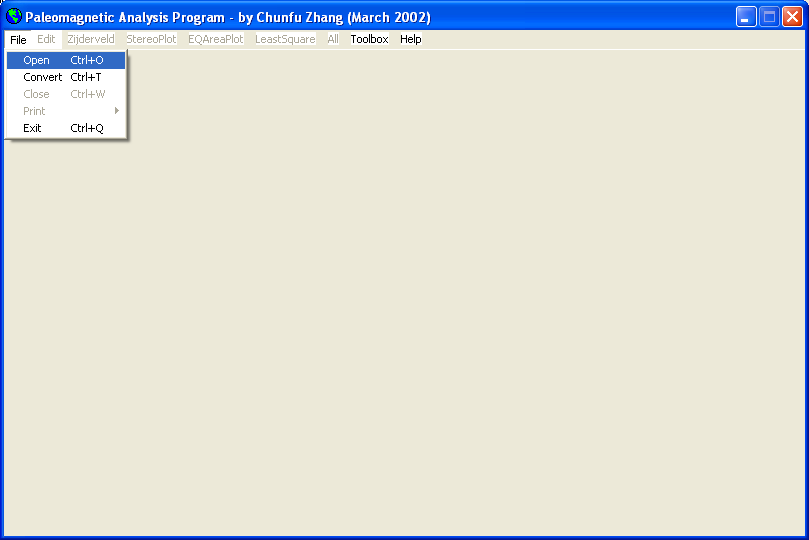 Paleomagnetic Analysis Program - by Chunfu Zhang (March 2002)
File Edit Zijderveld StereoPlot EQAreaPlot LeastSquare All Toolbox Help
Open Ctrl+O
Convert Ctrl+T
Close Ctrl+W
Print
Exit Ctrl+Q